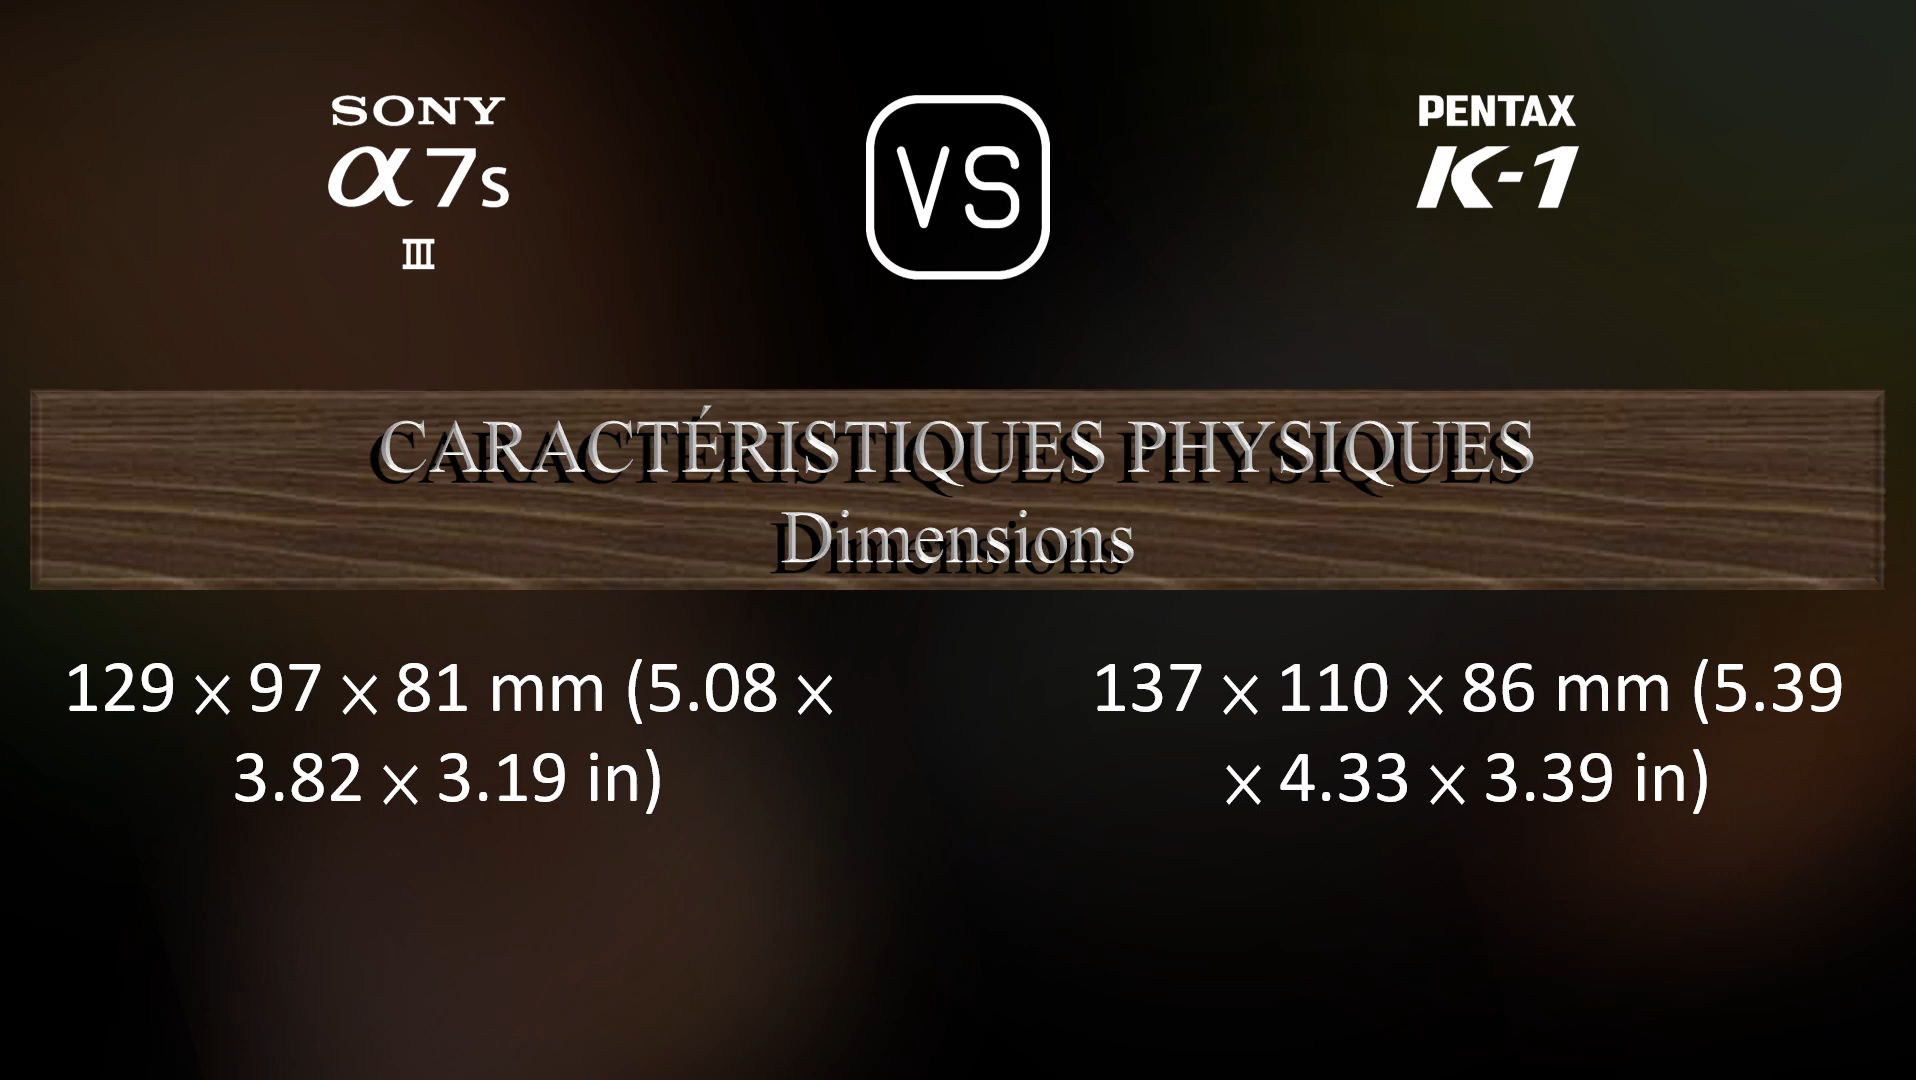 SONY
α7s
III
VS
PENTAX
K-1
CARACTÉRISTIQUES PHYSIQUES
Dimensions
129 x 97 x 81 mm (5.08 x
3.82 x 3.19 in)
137 x 110 x 86 mm (5.39
x 4.33 x 3.39 in)